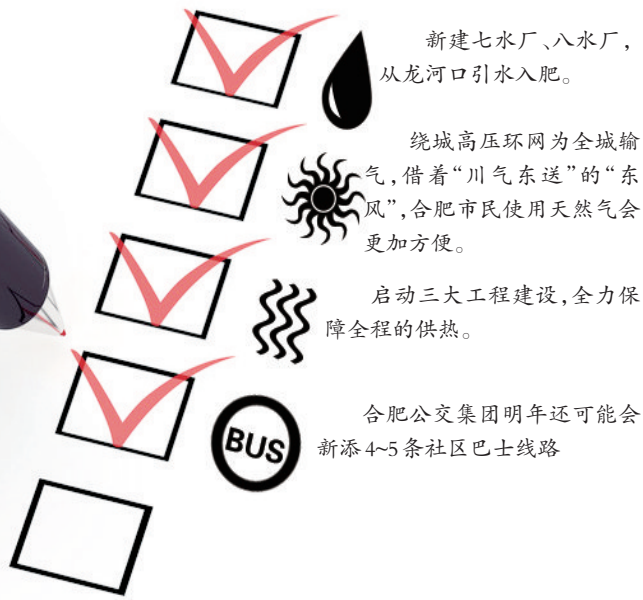 新建七水厂、八水厂，
从龙河口引水入肥。
绕城高压环网为全城输
气，借着“川气东送”的“东
风”，合肥市民使用天然气会
更加方便。
启动三大工程建设，全力保
障全程的供热。
BUS
合肥公交集团明年还可能会
新添4~5条社区巴士线路